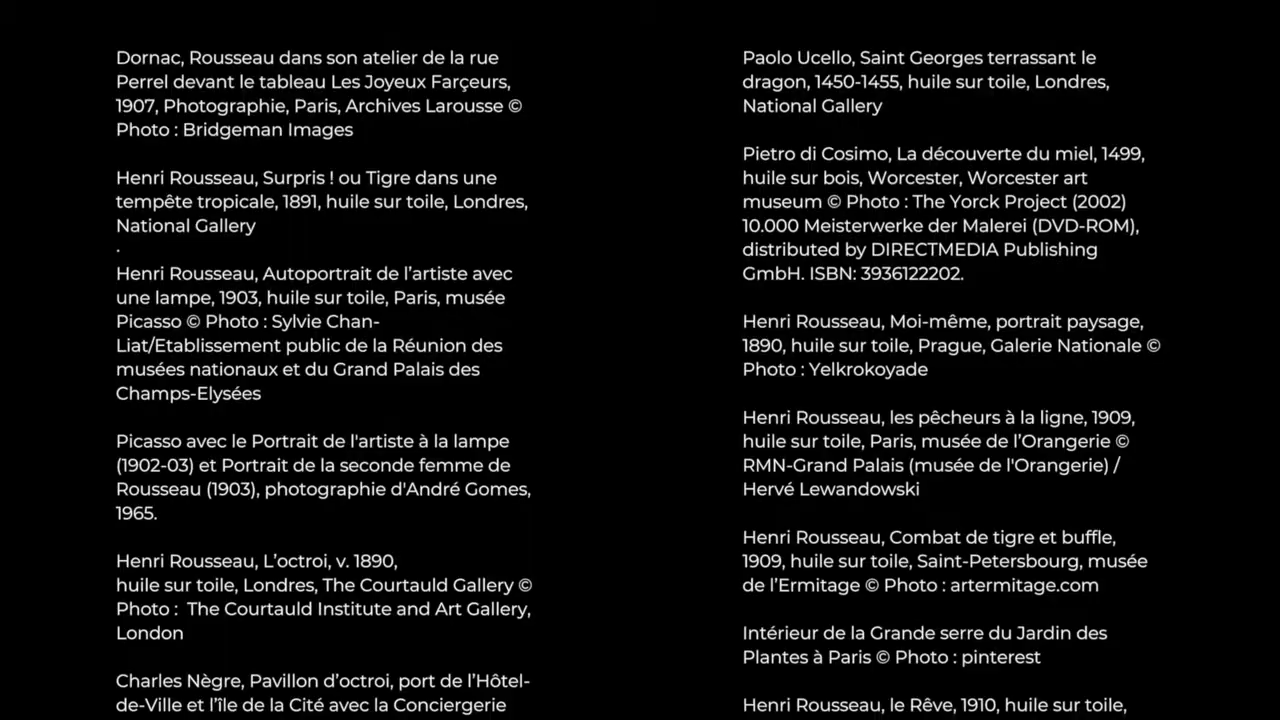 Dornac, Rousseau dans son atelier de la rue
Perrel devant le tableau Les Joyeux Farçeurs,
1907, Photographie, Paris, Archives Larousse ©
Photo : Bridgeman Images
Henri Rousseau, Surpris ! ou Tigre dans une
tempête tropicale, 1891, huile sur toile, Londres,
National Gallery
.
Henri Rousseau, Autoportrait de l’artiste avec
une lampe, 1903, huile sur toile, Paris, musée
Picasso © Photo : Sylvie Chan-
Liat/Etablissement public de la Réunion des
musées nationaux et du Grand Palais des
Champs-Elysées
Picasso avec le Portrait de l'artiste à la lampe
(1902-03) et Portrait de la seconde femme de
Rousseau (1903), photographie d'André Gomes,
1965.
Henri Rousseau, L’octroi, v. 1890,
huile sur toile, Londres, The Courtauld Gallery ©
Photo :  The Courtauld Institute and Art Gallery,
London
Charles Nègre, Pavillon d’octroi, port de l’Hôtel-
de-Ville et l’île de la Cité avec la Conciergerie
Paolo Ucello, Saint Georges terrassant le
dragon, 1450-1455, huile sur toile, Londres,
National Gallery
Pietro di Cosimo, La découverte du miel, 1499,
huile sur bois, Worcester, Worcester art
museum © Photo : The Yorck Project (2002)
10.000 Meisterwerke der Malerei (DVD-ROM),
distributed by DIRECTMEDIA Publishing
GmbH. ISBN: 3936122202.
Henri Rousseau, Moi-même, portrait paysage,
1890, huile sur toile, Prague, Galerie Nationale ©
Photo : Yelkrokoyade
Henri Rousseau, les pêcheurs à la ligne, 1909,
huile sur toile, Paris, musée de l’Orangerie ©
RMN-Grand Palais (musée de l'Orangerie) /
Hervé Lewandowski
Henri Rousseau, Combat de tigre et buffle,
1909, huile sur toile, Saint-Petersbourg, musée
de l’Ermitage © Photo : artermitage.com
Intérieur de la Grande serre du Jardin des
Plantes à Paris © Photo : pinterest
Henri Rousseau, le Rêve, 1910, huile sur toile,